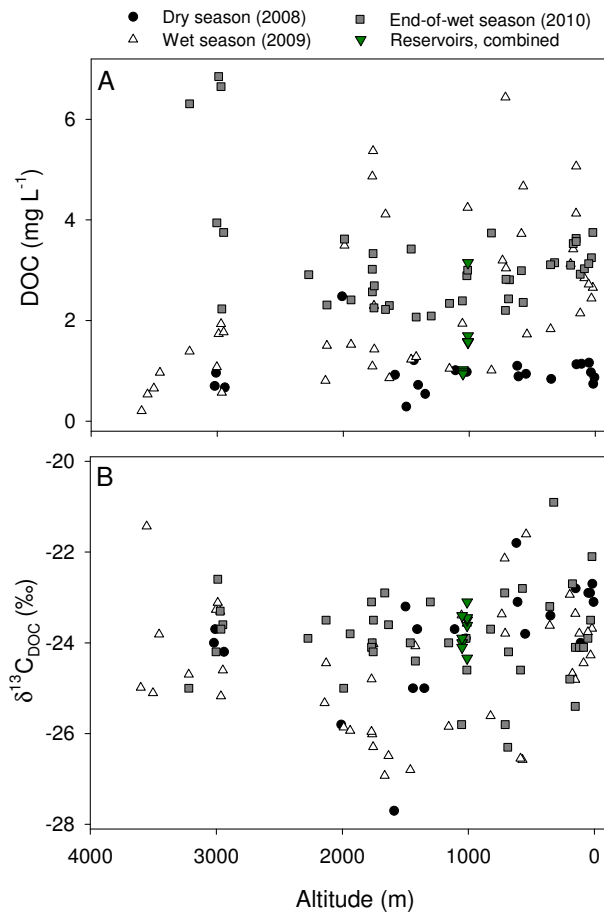 Dry season (2008)
Wet season (2009)
End-of-wet season (2010)
Reservoirs, combined
A
DOC (mg L⁻¹)
6
4
2
0
B
δ¹³C_DOC (‰)
-20
-22
-24
-26
-28
4000 3000 2000 1000 0
Altitude (m)